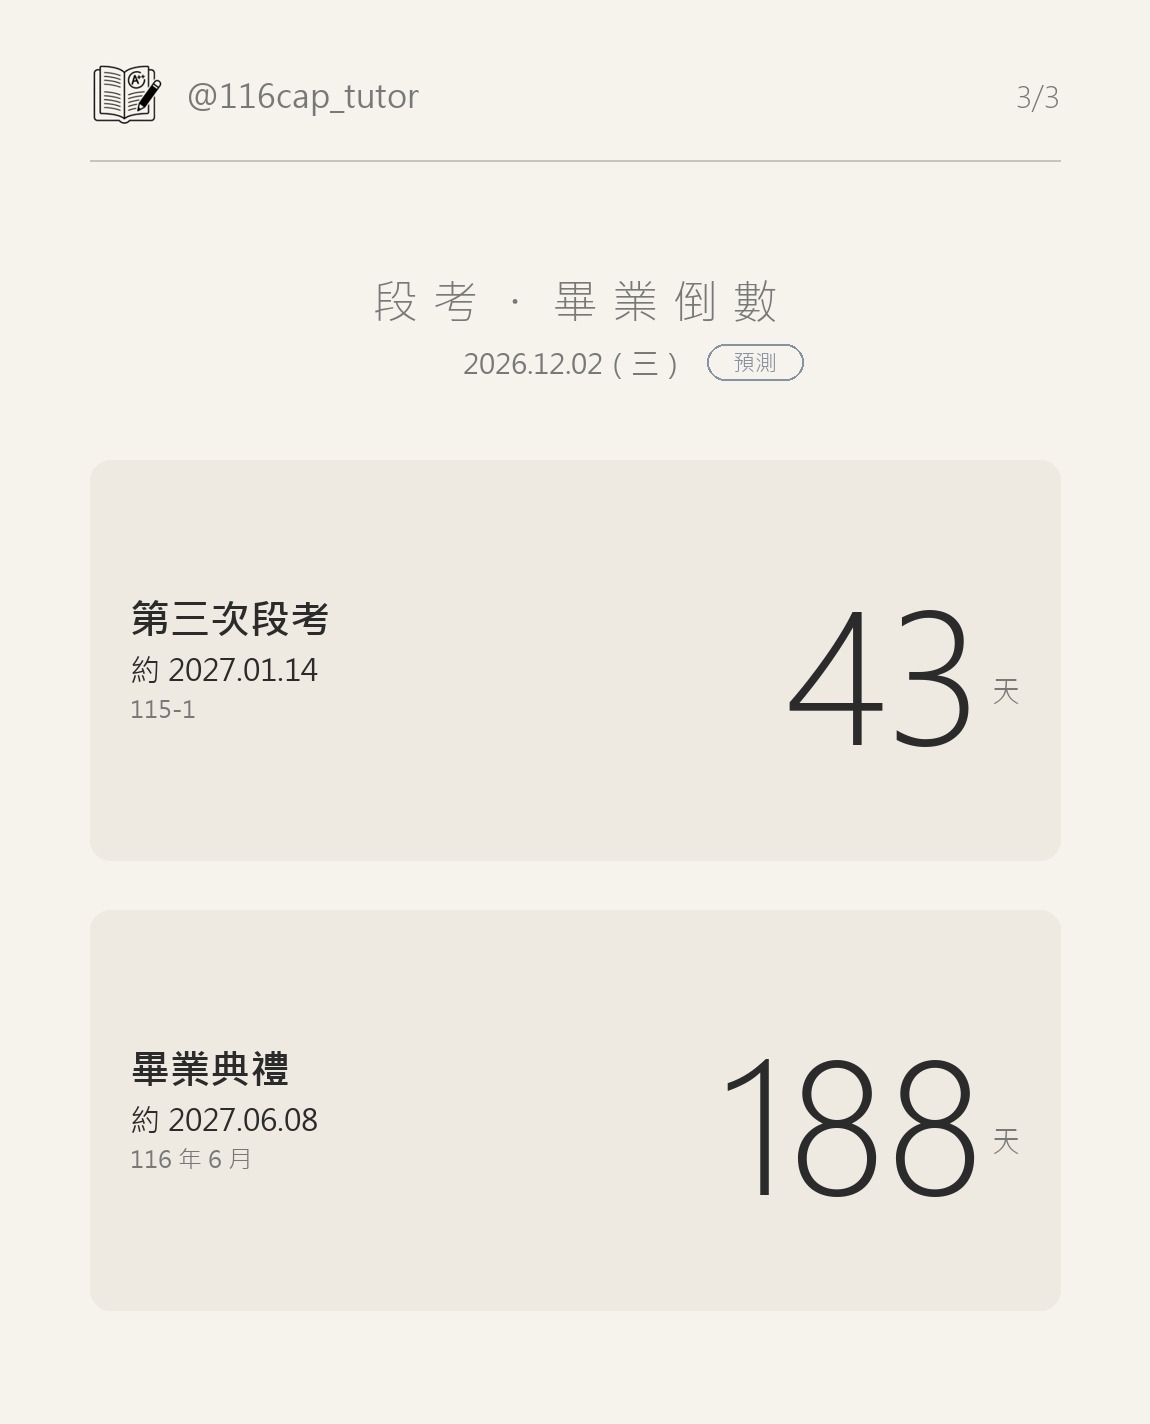 @116cap_tutor
3/3
段考 · 畢業倒數
2026.12.02 ( 三 ) 預測
第三次段考
約 2027.01.14
115-1
43 天
畢業典禮
約 2027.06.08
116 年 6 月
188 天